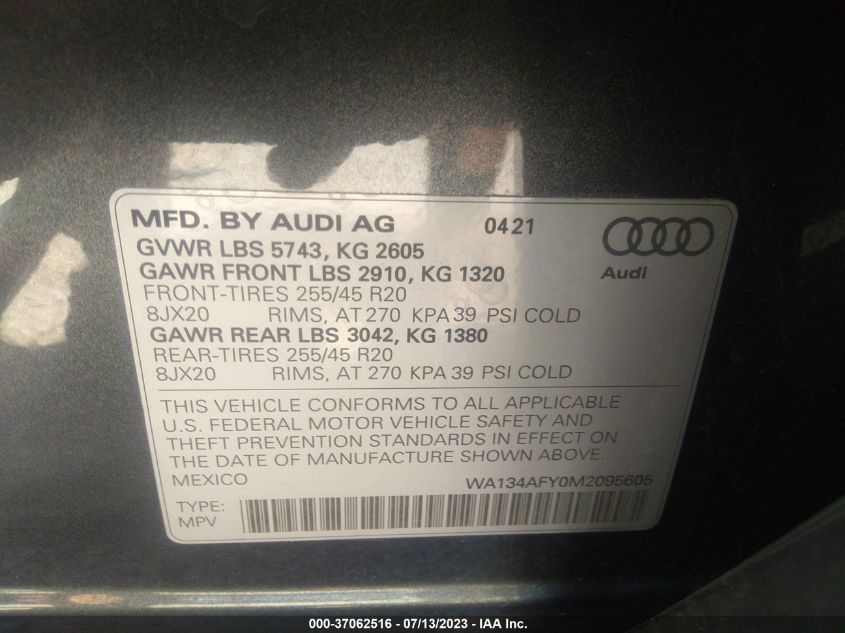 MFD. BY AUDI AG 0421
GVWR LBS 5743, KG 2605
GAWR FRONT LBS 2910, KG 1320
FRONT-TIRES 255/45 R20
8JX20 RIMS, AT 270 KPA 39 PSI COLD
GAWR REAR LBS 3042, KG 1380
REAR-TIRES 255/45 R20
8JX20 RIMS, AT 270 KPA 39 PSI COLD
Audi
THIS VEHICLE CONFORMS TO ALL APPLICABLE
U.S. FEDERAL MOTOR VEHICLE SAFETY AND
THEFT PREVENTION STANDARDS IN EFFECT ON
THE DATE OF MANUFACTURE SHOWN ABOVE.
MEXICO WA134AFY0M2095605
TYPE:
MPV
000-37062516 - 07/13/2023 - IAA Inc.